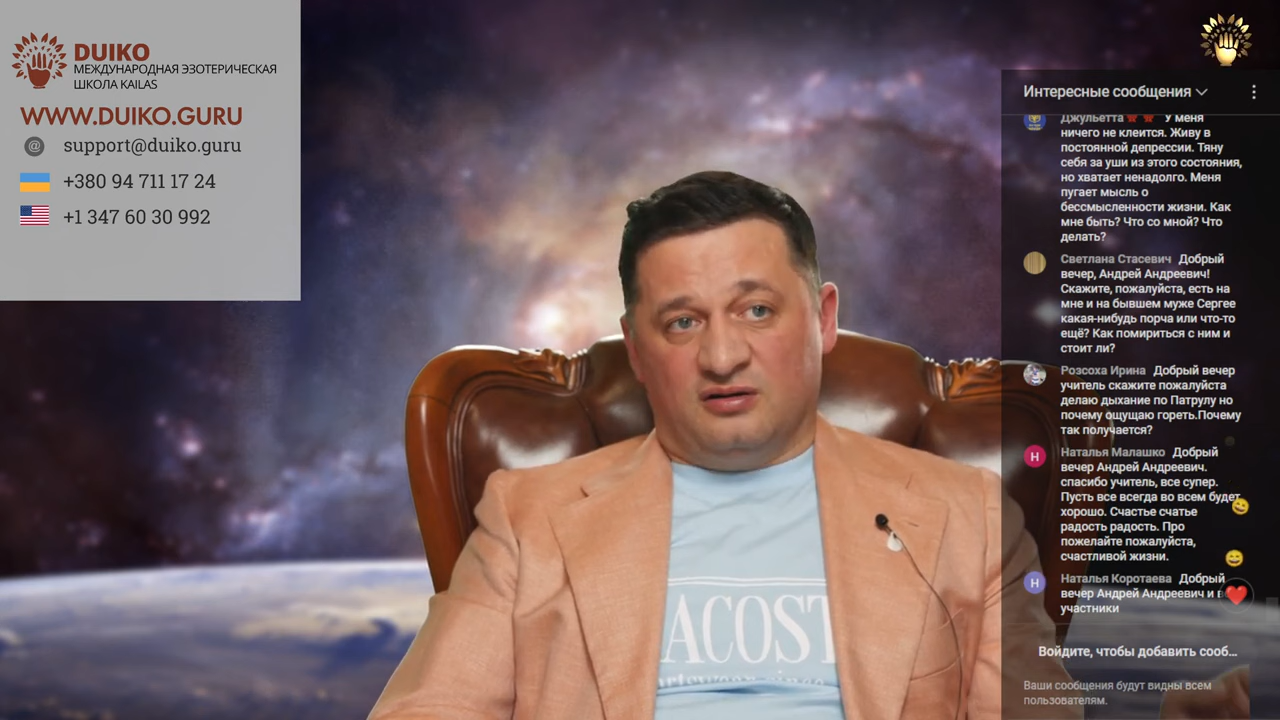 DUIKO
МЕЖДУНАРОДНАЯ ЭЗОТЕРИЧЕСКАЯ
ШКОЛА KAILAS
WWW.DUIKO.GURU
@ support@duiko.guru
+380 94 711 17 24
+1 347 60 30 992
ACOST
Интересные сообщения
Джульетта У меня
ничего не клеится. Живу в
постоянной депрессии. Тяну
себя за уши из этого состояния,
но хватает ненадолго. Меня
пугает мысль о
бессмысленности жизни. Как
мне быть? Что со мной? Что
делать?
Светлана Стасевич Добрый
вечер, Андрей Андреевич!
Скажите, пожалуйста, есть на
мне и на бывшем муже Сергее
какая-нибудь порча или что-то
ещё? Как помириться с ним и
стоит ли?
Розсоха Ирина Добрый вечер
учитель скажите пожалуйста
делаю дыхание по Патрулу но
почему ощущаю гореть.Почему
так получается?
Н Наталья Малашко Добрый
вечер Андрей Андреевич.
спасибо учитель, все супер.
Пусть все всегда во всем будет
хорошо. Счастье счатье
радость радость. Про
пожелайте пожалуйста,
счастливой жизни.
Н Наталья Коротаева Добрый
вечер Андрей Андреевич и
участники
Войдите, чтобы добавить сооб...
Ваши сообщения будут видны всем
пользователям.